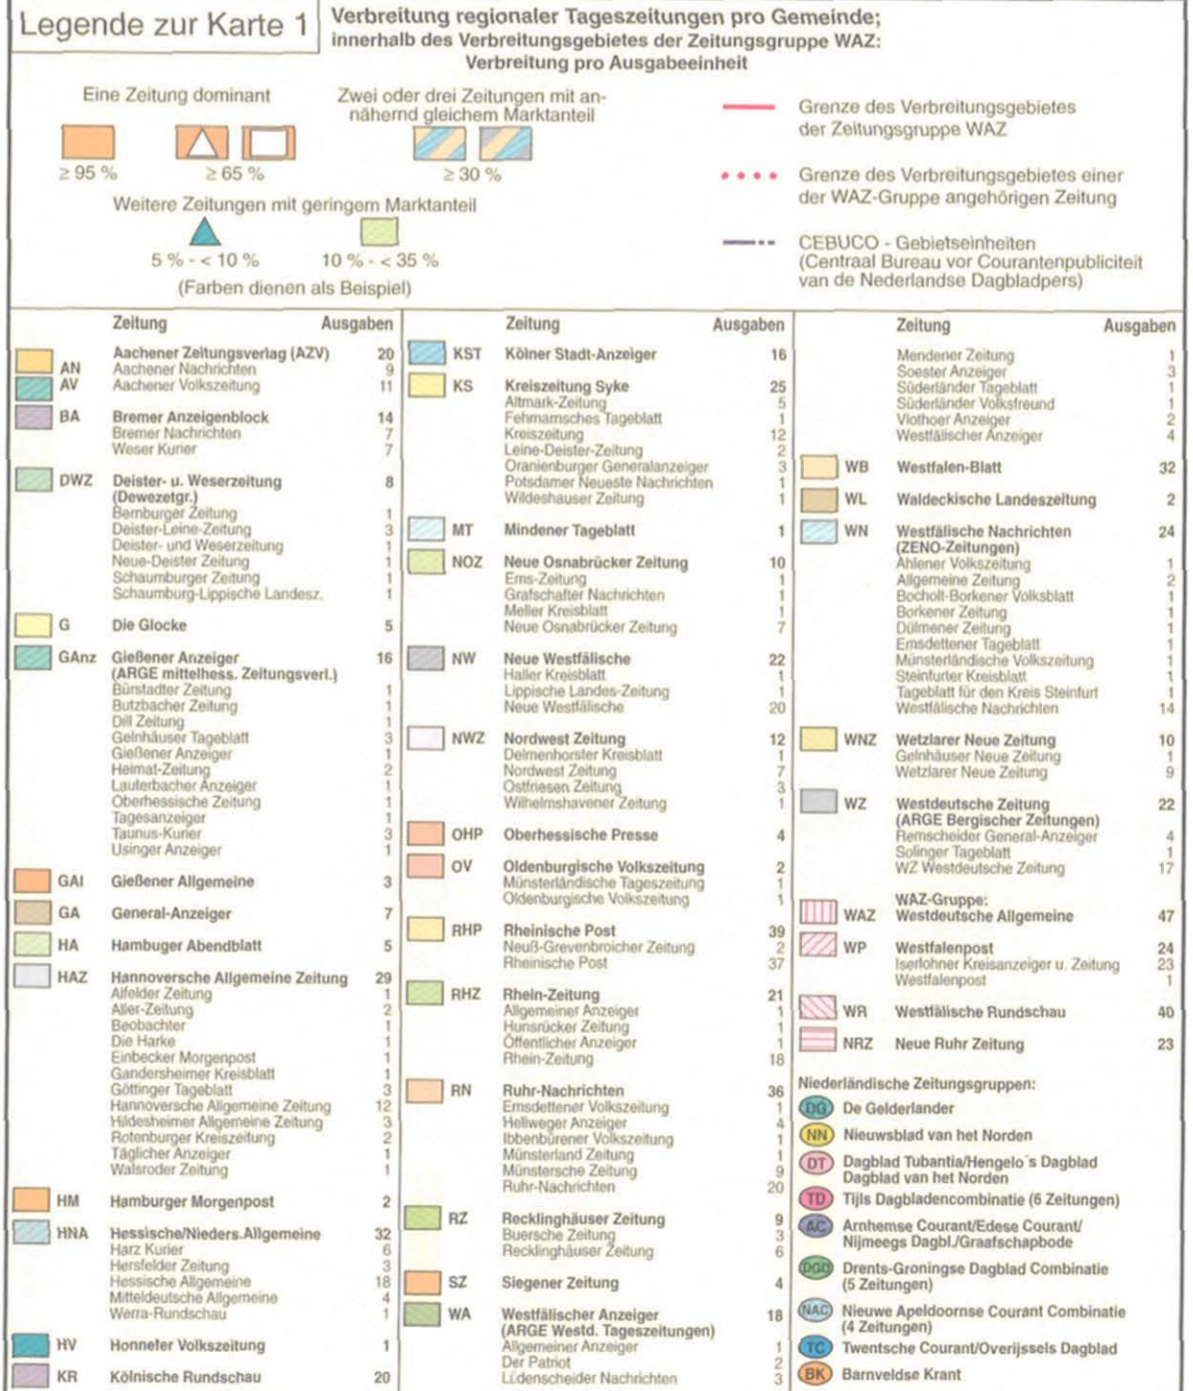 Legende zur Karte 1
Verbreitung regionaler Tageszeitungen pro Gemeinde;
innerhalb des Verbreitungsgebietes der Zeitungsgruppe WAZ:
Verbreitung pro Ausgabeeinheit
Eine Zeitung dominant
≥ 95 %
≥ 65 %
Zwei oder drei Zeitungen mit an-
nähernd gleichem Marktanteil
≥ 30 %
Weitere Zeitungen mit geringem Marktanteil
5 % - < 10 %
10 % - < 35 %
(Farben dienen als Beispiel)
Grenze des Verbreitungsgebietes
der Zeitungsgruppe WAZ
Grenze des Verbreitungsgebietes einer
der WAZ-Gruppe angehörigen Zeitung
CEBUCO - Gebietseinheiten
(Centraal Bureau vor Courantenpubliciteit
van de Nederlandse Dagbladpers)
Zeitung Ausgaben
Aachener Zeitungsverlag (AZV) 20
AN Aachener Nachrichten 9
AV Aachener Volkszeitung 11
BA Bremer Anzeigenblock 14
Bremer Nachrichten 7
Weser Kurier 7
DWZ Deister- u. Weserzeitung 8
(Dewezetgr.)
Bemburger Zeitung 1
Deister-Leine-Zeitung 3
Deister- und Weserzeitung 1
Neue-Deister Zeitung 1
Schaumburger Zeitung 1
Schaumburg-Lippische Landesz. 1
G Die Glocke 5
GAnz Gießener Anzeiger 16
(ARGE mittelhess. Zeitungsverl.)
Bürstadter Zeitung 1
Butzbacher Zeitung 1
Dill Zeitung 1
Gelnhäuser Tageblatt 3
Gießener Anzeiger 1
Heimat-Zeitung 2
Lauterbacher Anzeiger 1
Oberhessische Zeitung 1
Tagesanzeiger 1
Taunus-Kurier 3
Usinger Anzeiger 1
GAl Gießener Allgemeine 3
GA General-Anzeiger 7
HA Hambuger Abendblatt 5
HAZ Hannoversche Allgemeine Zeitung 29
Alfelder Zeitung 1
Aller-Zeitung 2
Beobachter 1
Die Harke 1
Einbecker Morgenpost 1
Gandersheimer Kreisblatt 1
Göttinger Tageblatt 3
Hannoversche Allgemeine Zeitung 12
Hildesheimer Allgemeine Zeitung 3
Rotenburger Kreiszeitung 2
Täglicher Anzeiger 1
Walsroder Zeitung 1
HM Hamburger Morgenpost 2
HNA Hessische/Nieders.Allgemeine 32
Harz Kurier 6
Hersfelder Zeitung 3
Hessische Allgemeine 18
Mitteldeutsche Allgemeine 4
Werra-Rundschau 1
HV Honnefer Volkszeitung 1
KR Kölnische Rundschau 20
Zeitung Ausgaben
KST Kölner Stadt-Anzeiger 16
KS Kreiszeitung Syke 25
Altmark-Zeitung 5
Fehmarnsches Tageblatt 1
Kreiszeitung 12
Leine-Deister-Zeitung 2
Oranienburger Generalanzeiger 3
Potsdamer Neueste Nachrichten 1
Wildeshauser Zeitung 1
MT Mindener Tageblatt 1
NOZ Neue Osnabrücker Zeitung 10
Ems-Zeitung 1
Grafschafter Nachrichten 1
Meller Kreisblatt 1
Neue Osnabrücker Zeitung 7
NW Neue Westfälische 22
Haller Kreisblatt 1
Lippische Landes-Zeitung 1
Neue Westfälische 20
NWZ Nordwest Zeitung 12
Delmenhorster Kreisblatt 1
Nordwest Zeitung 7
Ostfriesen Zeitung 3
Wilhelmshavener Zeitung 1
OHP Oberhessische Presse 4
OV Oldenburgische Volkszeitung 2
Münsterländische Tageszeitung 1
Oldenburgische Volkszeitung 1
RHP Rheinische Post 39
Neuß-Grevenbroicher Zeitung 2
Rheinische Post 37
RHZ Rhein-Zeitung 21
Allgemeiner Anzeiger 1
Hunsrücker Zeitung 1
Öffentlicher Anzeiger 1
Rhein-Zeitung 18
RN Ruhr-Nachrichten 36
Emsdettener Volkszeitung 1
Hellweger Anzeiger 4
Ibbenbürener Volkszeitung 1
Münsterland Zeitung 1
Münstersche Zeitung 9
Ruhr-Nachrichten 20
RZ Recklinghäuser Zeitung 9
Buersche Zeitung 3
Recklinghäuser Zeitung 6
SZ Siegener Zeitung 4
WA Westfälischer Anzeiger 18
(ARGE Westd. Tageszeitungen)
Allgemeiner Anzeiger 1
Der Patriot 2
Lüdenscheider Nachrichten 3
Zeitung Ausgaben
Mendener Zeitung 1
Soester Anzeiger 3
Süderländer Tageblatt 1
Süderländer Volksfreund 1
Vlothoer Anzeiger 2
Westfälischer Anzeiger 4
WB Westfalen-Blatt 32
WL Waldeckische Landeszeitung 2
WN Westfälische Nachrichten 24
(ZENO-Zeitungen)
Ahlener Volkszeitung 1
Allgemeine Zeitung 2
Bocholt-Borkener Volksblatt 1
Borkener Zeitung 1
Dülmener Zeitung 1
Emsdettener Tageblatt 1
Münsterländische Volkszeitung 1
Steinfurter Kreisblatt 1
Tageblatt für den Kreis Steinfurt 1
Westfälische Nachrichten 14
WNZ Wetzlarer Neue Zeitung 10
Gelnhäuser Neue Zeitung 1
Wetzlarer Neue Zeitung 9
WZ Westdeutsche Zeitung 22
(ARGE Bergischer Zeitungen)
Remscheider General-Anzeiger 4
Solinger Tageblatt 1
WZ Westdeutsche Zeitung 17
WAZ-Gruppe:
WAZ Westdeutsche Allgemeine 47
WP Westfalenpost 24
Iserlohner Kreisanzeiger u. Zeitung 23
Westfalenpost 1
WR Westfälische Rundschau 40
NRZ Neue Ruhr Zeitung 23
Niederländische Zeitungsgruppen:
DG De Gelderlander
NN Nieuwsblad van het Norden
DT Dagblad Tubantia/Hengelo´s Dagblad
Dagblad van het Norden
TD Tijls Dagbladencombinatie (6 Zeitungen)
AC Arnhemse Courant/Edese Courant/
Nijmeegs Dagbl./Graafschapbode
DGD Drents-Groningse Dagblad Combinatie
(5 Zeitungen)
NAC Nieuwe Apeldoornse Courant Combinatie
(4 Zeitungen)
TC Twentsche Courant/Overijssels Dagblad
BK Barnveldse Krant